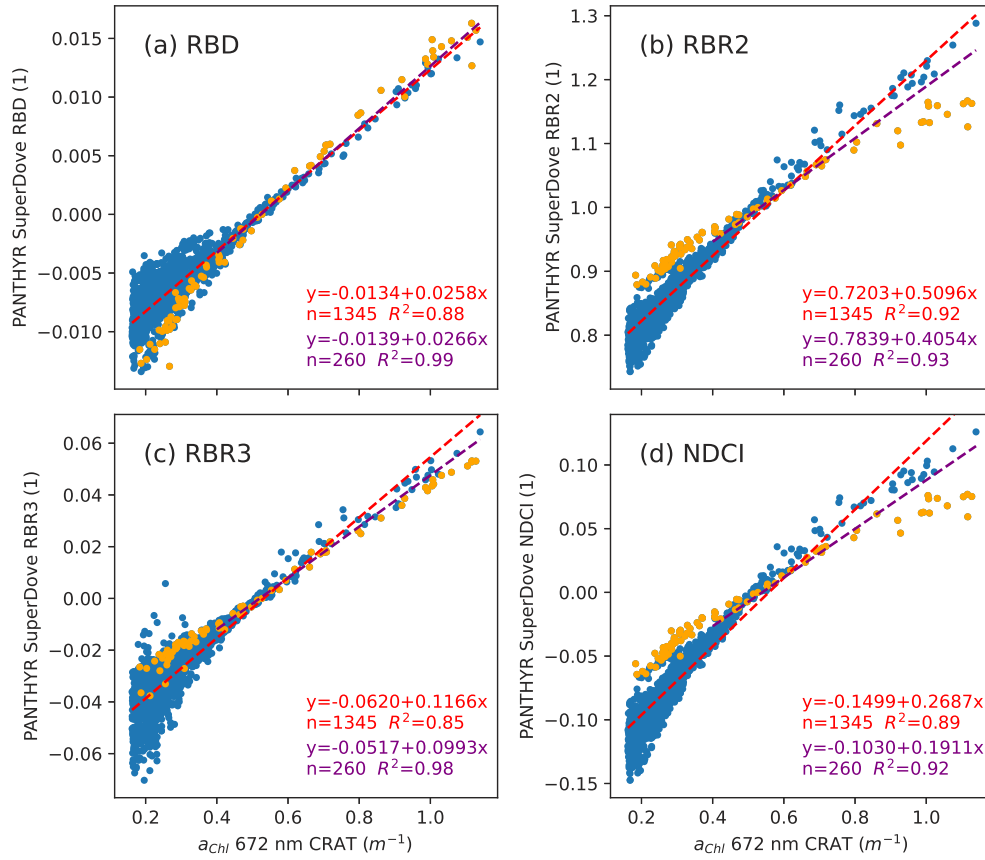 (a) RBD
PANTHYR SuperDove RBD (1)
0.015
0.010
0.005
0.000
−0.005
−0.010
y=-0.0134+0.0258x
n=1345 R²=0.88
y=-0.0139+0.0266x
n=260 R²=0.99
(b) RBR2
PANTHYR SuperDove RBR2 (1)
1.3
1.2
1.1
1.0
0.9
0.8
y=0.7203+0.5096x
n=1345 R²=0.92
y=0.7839+0.4054x
n=260 R²=0.93
(c) RBR3
PANTHYR SuperDove RBR3 (1)
0.06
0.04
0.02
0.00
−0.02
−0.04
−0.06
y=-0.0620+0.1166x
n=1345 R²=0.85
y=-0.0517+0.0993x
n=260 R²=0.98
0.2 0.4 0.6 0.8 1.0
a_Chl 672 nm CRAT (m⁻¹)
(d) NDCI
PANTHYR SuperDove NDCI (1)
0.10
0.05
0.00
−0.05
−0.10
−0.15
y=-0.1499+0.2687x
n=1345 R²=0.89
y=-0.1030+0.1911x
n=260 R²=0.92
0.2 0.4 0.6 0.8 1.0
a_Chl 672 nm CRAT (m⁻¹)